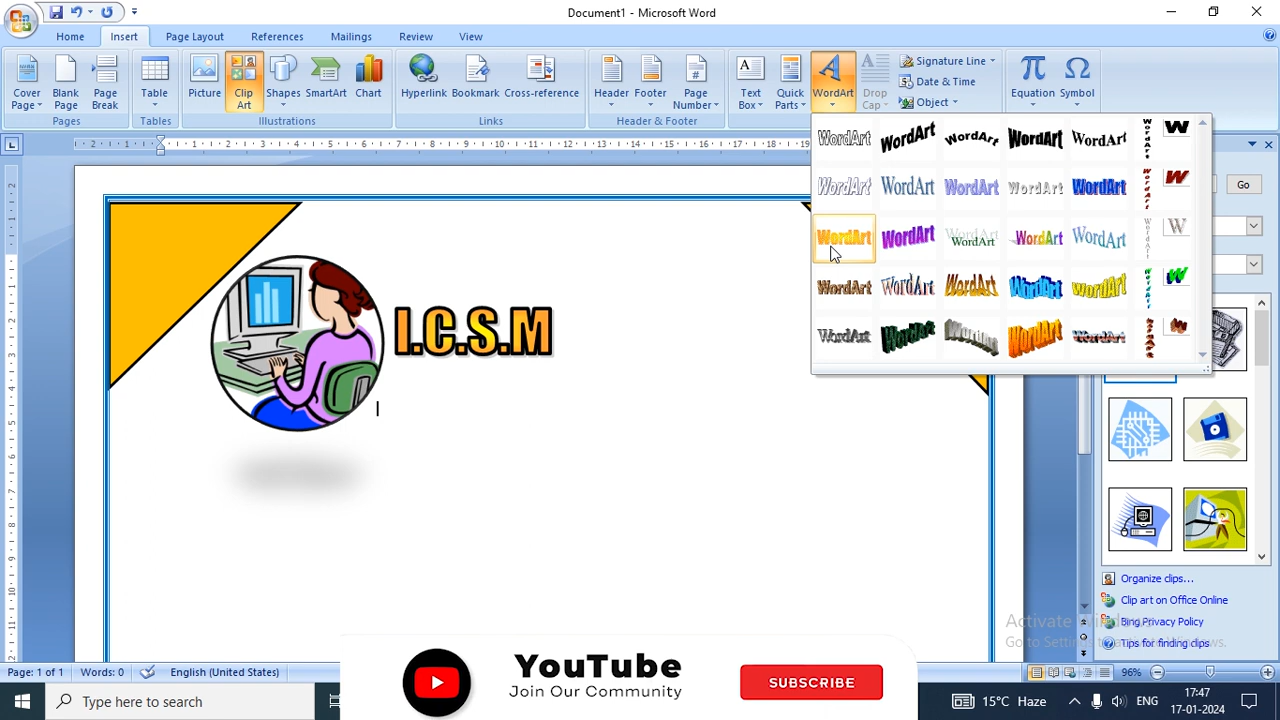 Document1 - Microsoft Word
Home Insert Page Layout References Mailings Review View
Cover Page Blank Page Page Break Table Picture Clip Art Shapes SmartArt Chart Hyperlink Bookmark Cross-reference Header Footer Page Number Text Box Quick Parts WordArt Drop Cap Signature Line Date & Time Object Equation Symbol
Pages Tables Illustrations Links Header & Footer
WordArt WordArt WordArt WordArt WordArt WordArt W
WordArt WordArt WordArt WordArt WordArt WordArt W
WordArt WordArt WordArt WordArt WordArt WordArt W
WordArt WordArt WordArt WordArt WordArt WordArt W
WordArt WordArt WordArt WordArt WordArt WordArt W
Go
I.C.S.M
Organize clips...
Clip art on Office Online
Bing Privacy Policy
Tips for finding clips
Page: 1 of 1 Words: 0 English (United States) 96%
YouTube
Join Our Community
SUBSCRIBE
Type here to search
15°C Haze ENG 17:47
17-01-2024